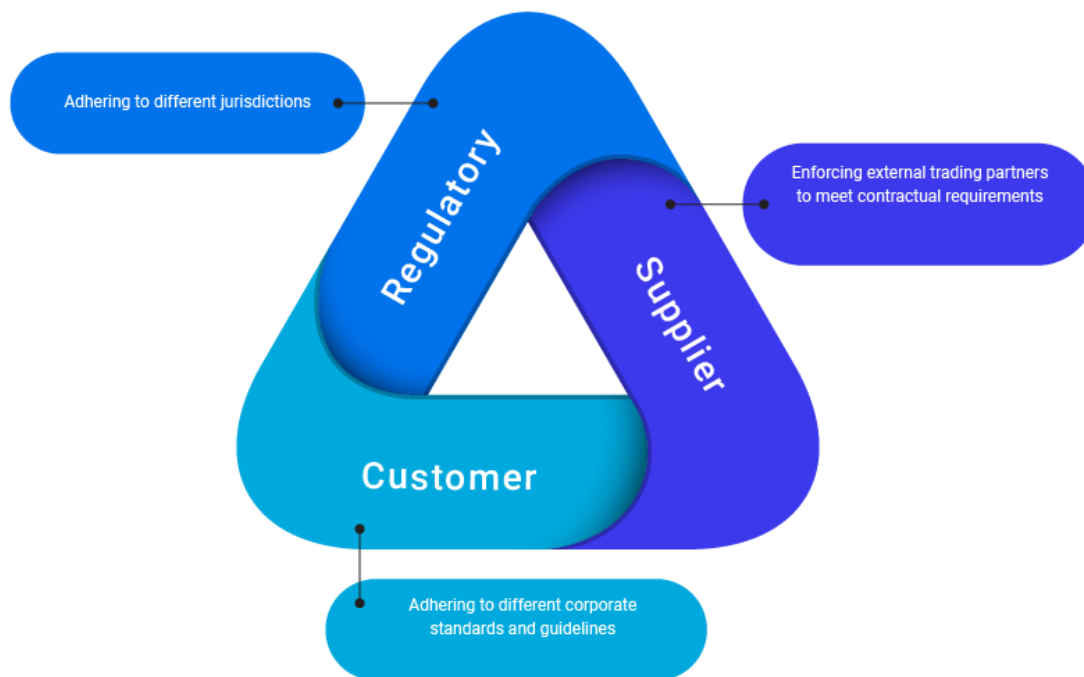 Adhering to different jurisdictions
Regulatory
Enforcing external trading partners
to meet contractual requirements
Supplier
Customer
Adhering to different corporate
standards and guidelines